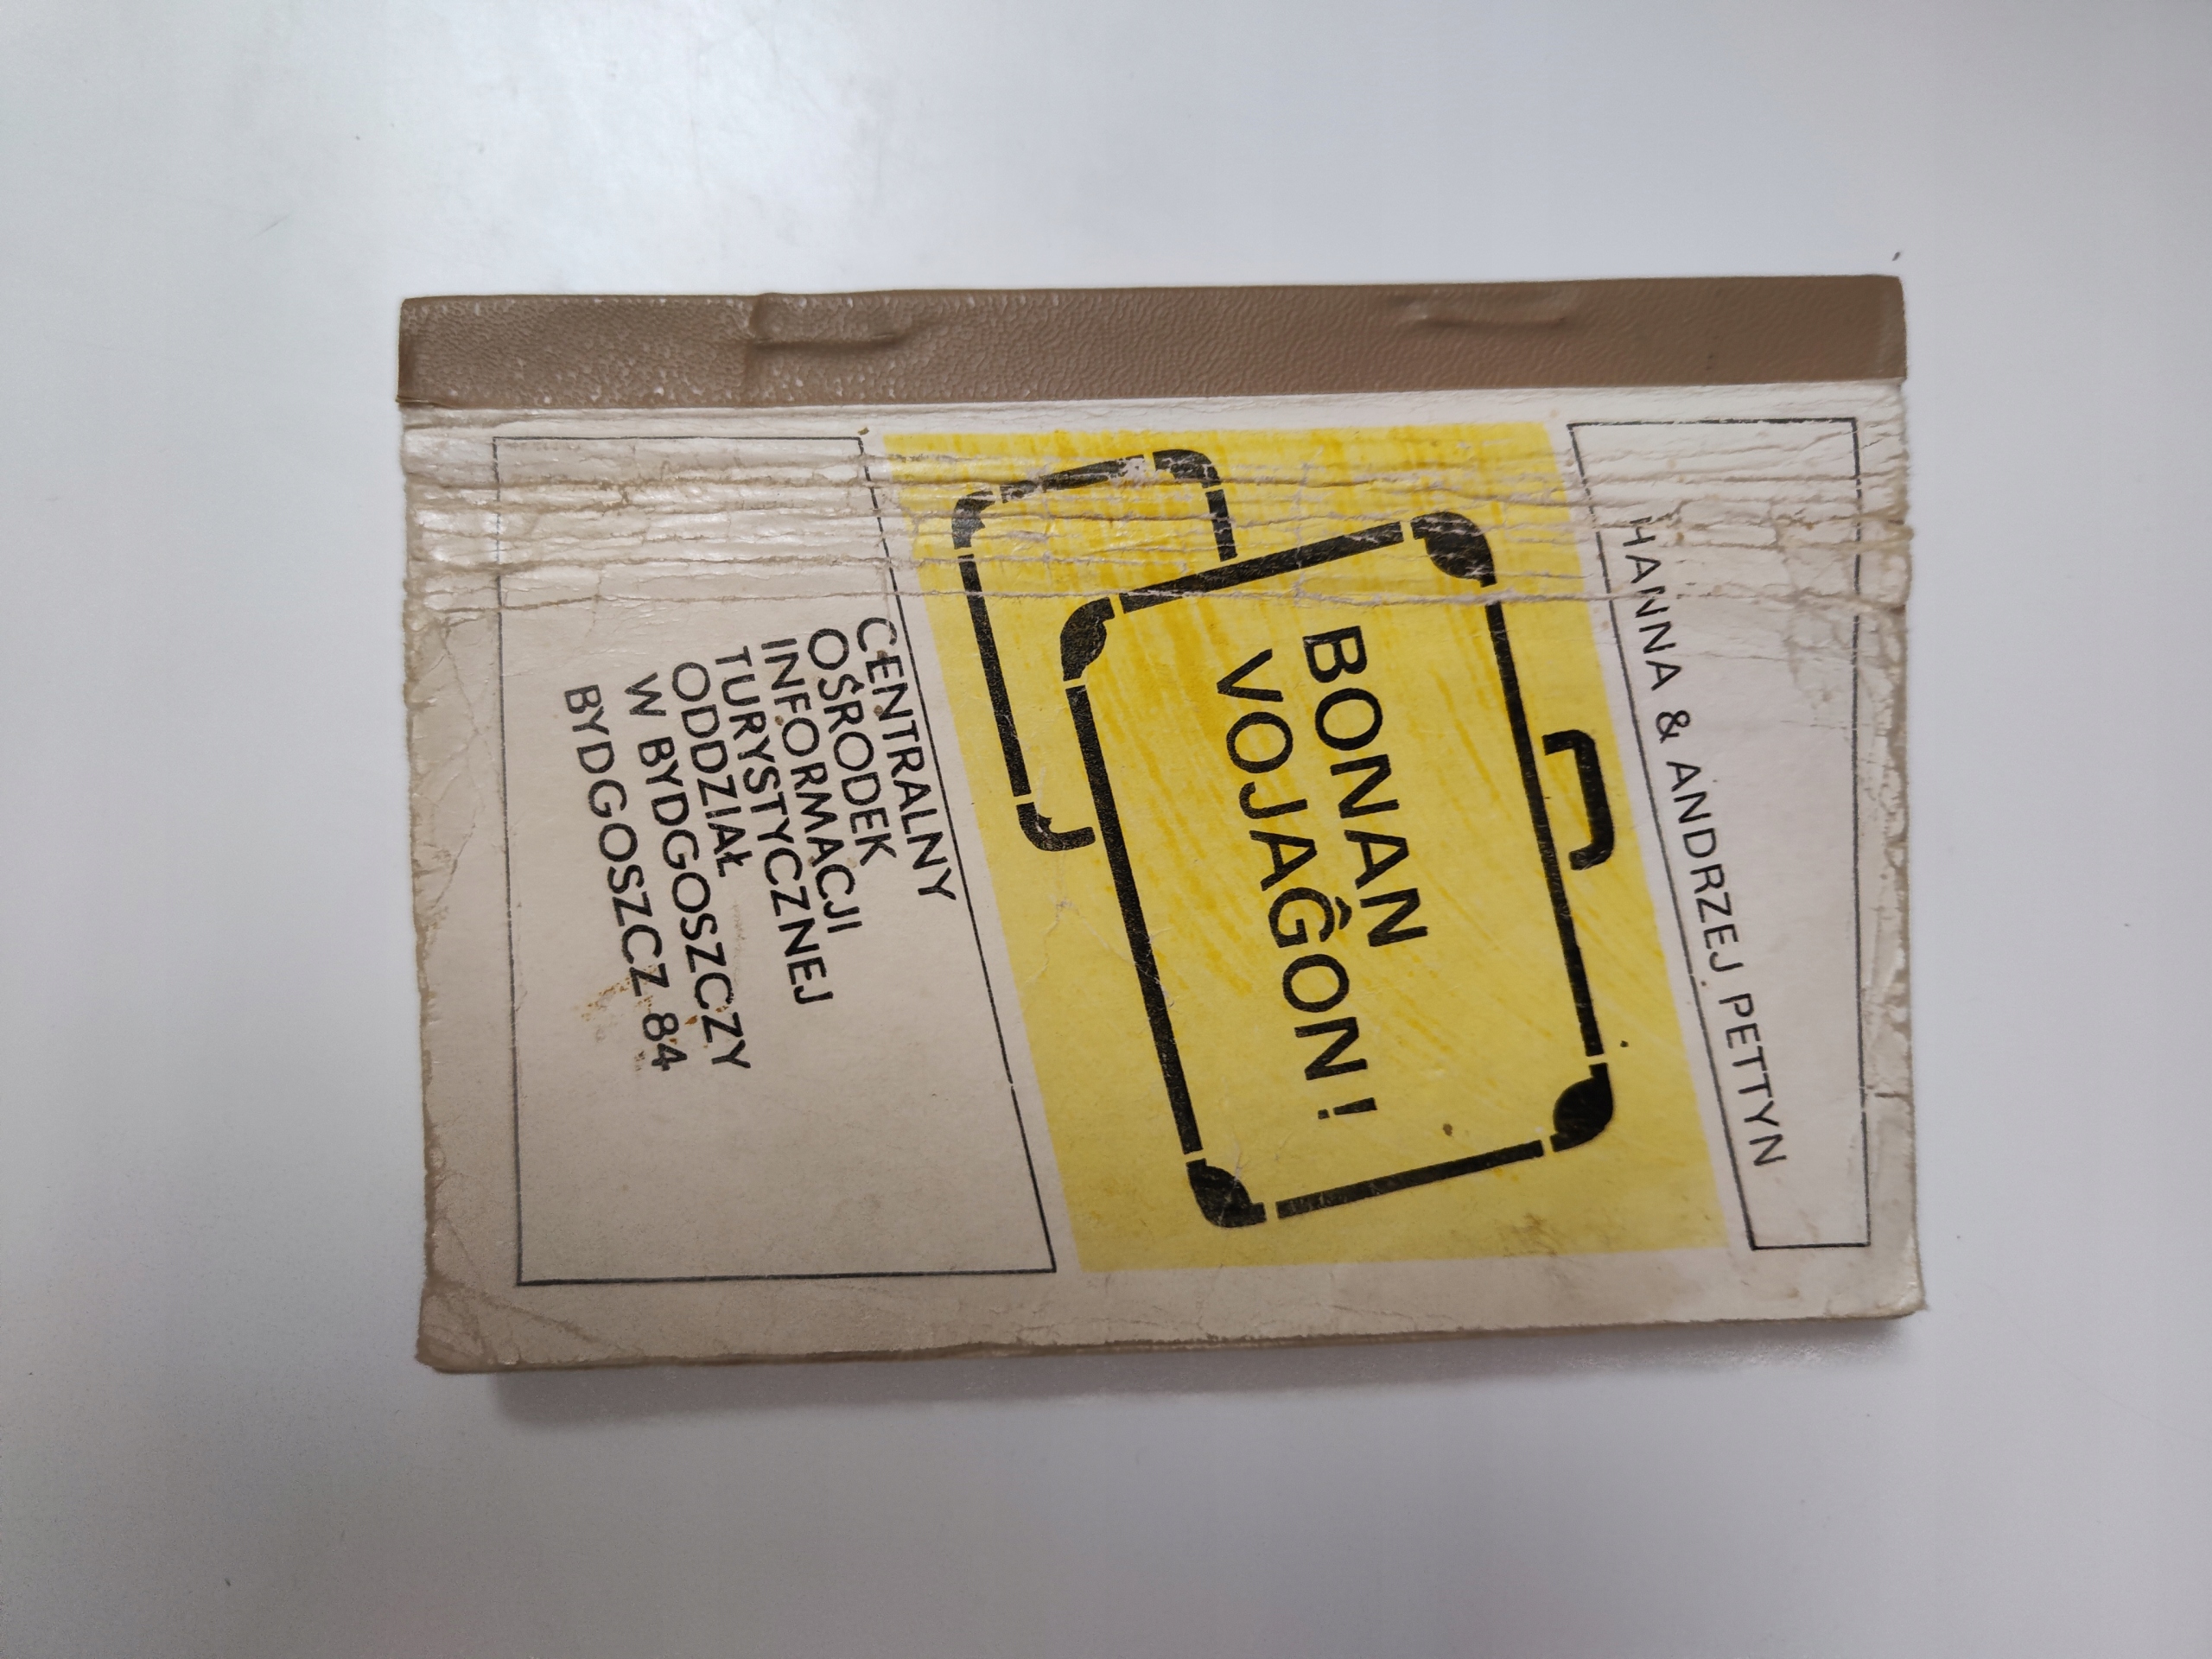 HANNA & ANDRZEJ PETTYN
BONAN
VOJAĜON!
CENTRALNY
OŚRODEK
INFORMACJI
TURYSTYCZNEJ
ODDZIAŁ
W BYDGOSZCZY
BYDGOSZCZ 84